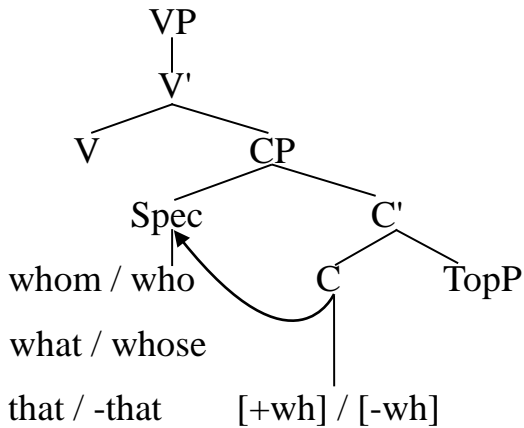 VP
V'
V CP
Spec C'
whom / who C TopP
what / whose
that / -that [+wh] / [-wh]